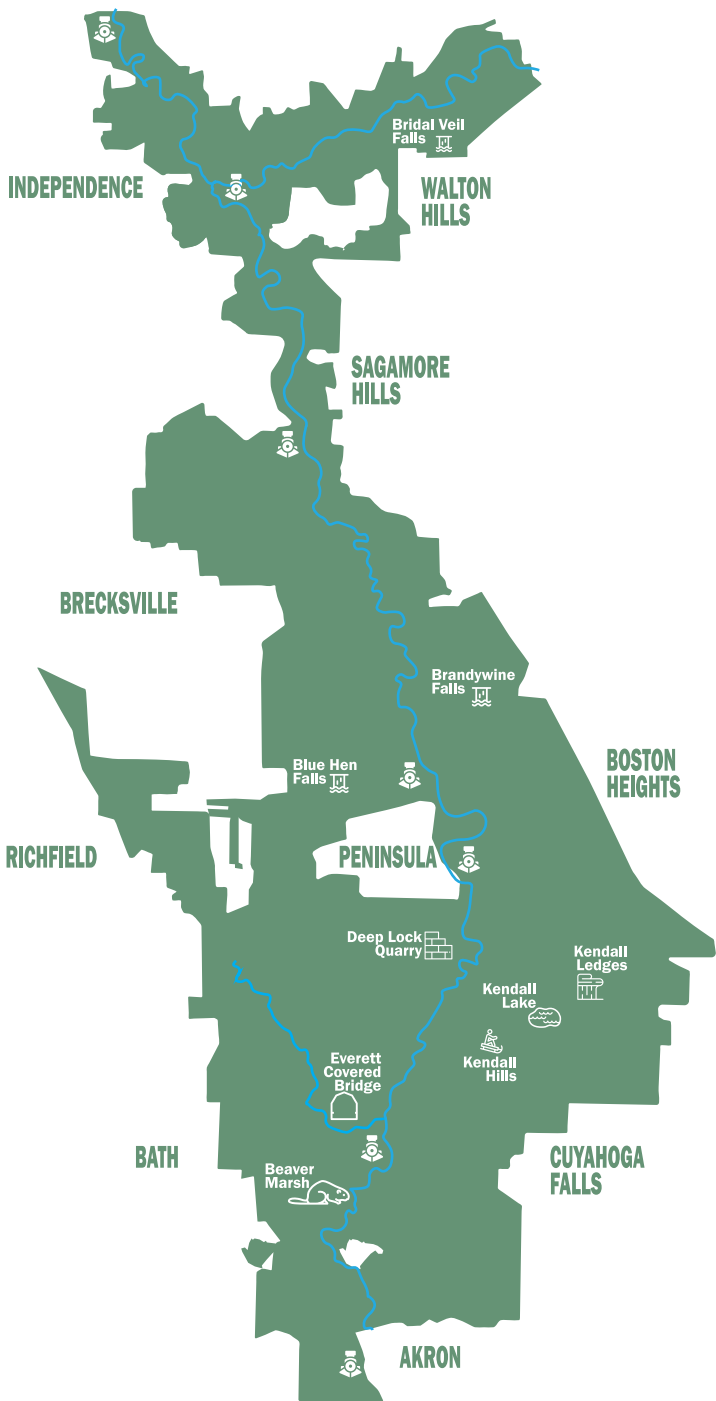 Bridal Veil
Falls
INDEPENDENCE
WALTON
HILLS
SAGAMORE
HILLS
BRECKSVILLE
Brandywine
Falls
BOSTON
HEIGHTS
Blue Hen
Falls
RICHFIELD
PENINSULA
Deep Lock
Quarry
Kendall
Ledges
Kendall
Lake
Kendall
Hills
Everett
Covered
Bridge
BATH
CUYAHOGA
FALLS
Beaver
Marsh
AKRON